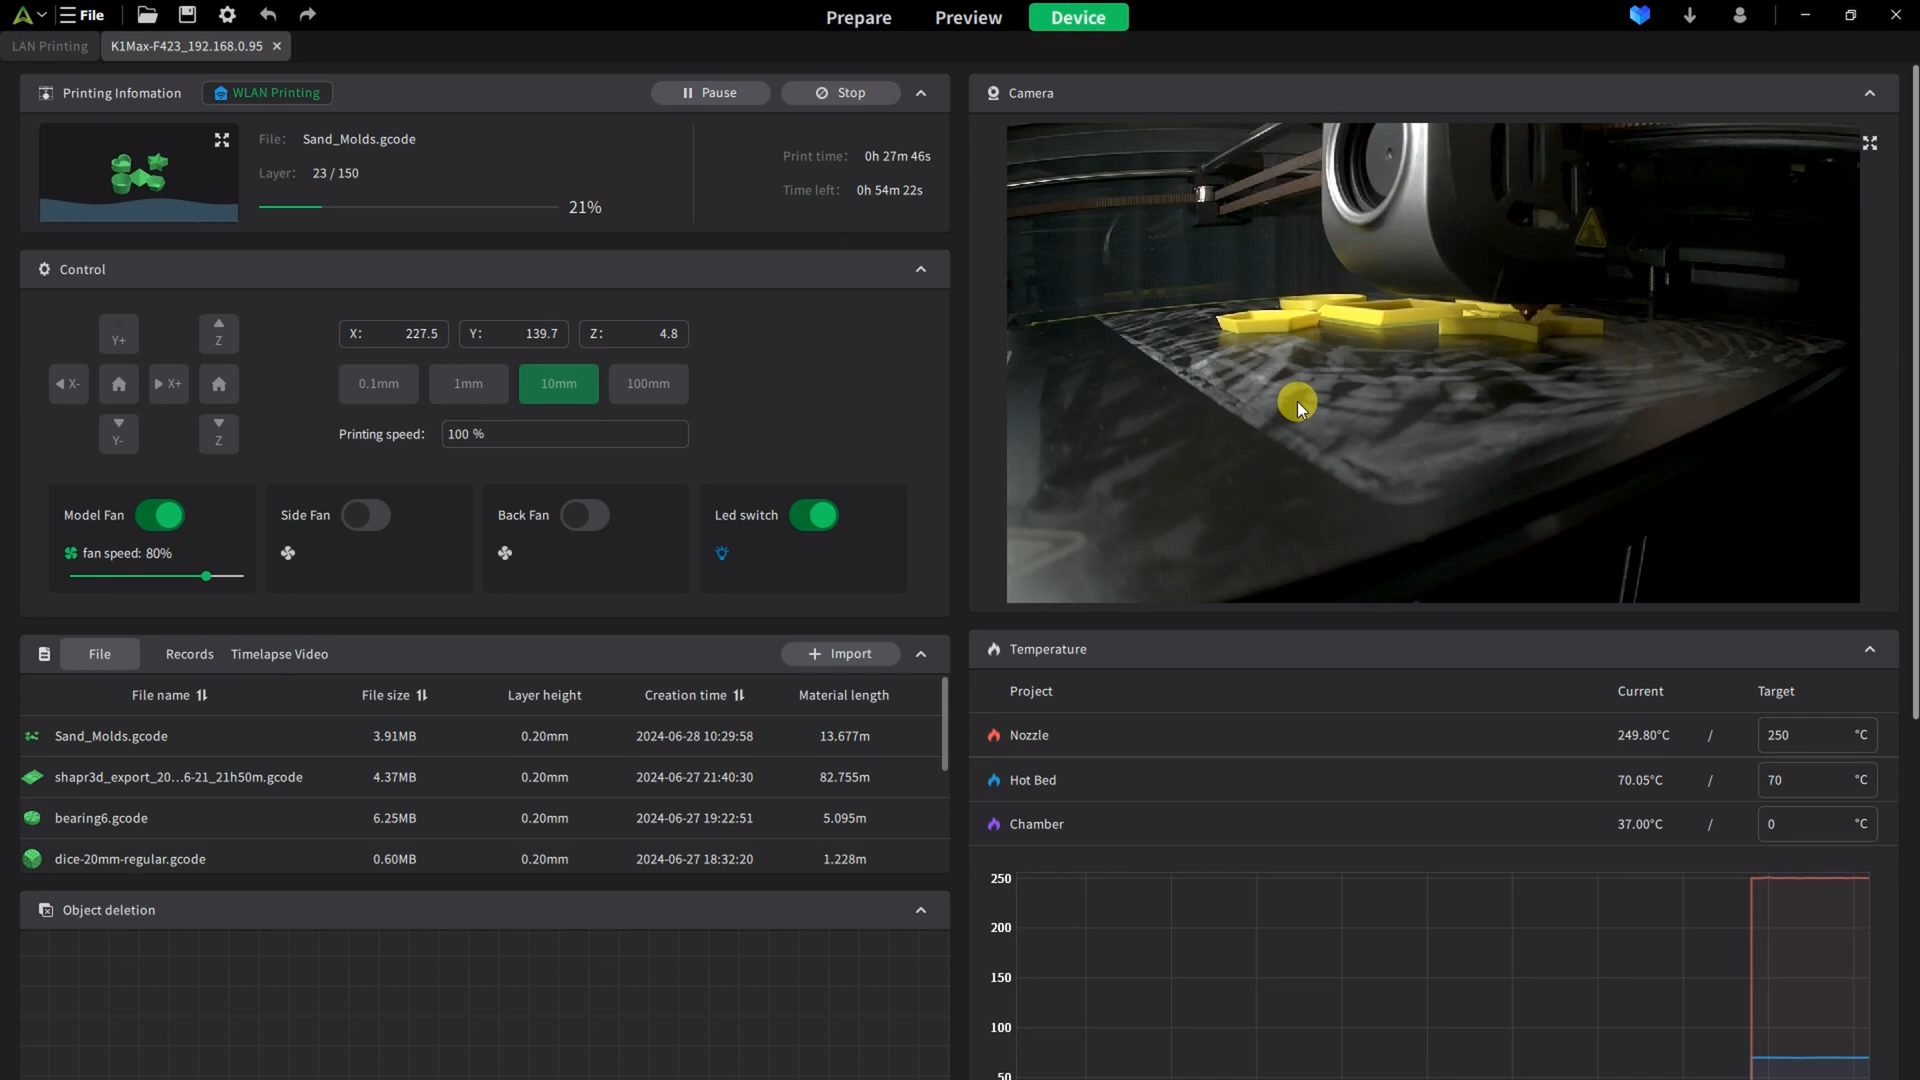 File
Prepare
Preview
Device
LAN Printing
K1Max-F423_192.168.0.95
Printing Infomation
WLAN Printing
Pause
Stop
File: Sand_Molds.gcode
Layer: 23 / 150
21%
Print time: 0h 27m 46s
Time left: 0h 54m 22s
Control
Y+
Z
X-
X+
Y-
Z
X: 227.5
Y: 139.7
Z: 4.8
0.1mm
1mm
10mm
100mm
Printing speed: 100 %
Model Fan
fan speed: 80%
Side Fan
Back Fan
Led switch
File
Records
Timelapse Video
Import
File name File size Layer height Creation time Material length
Sand_Molds.gcode 3.91MB 0.20mm 2024-06-28 10:29:58 13.677m
shapr3d_export_20...6-21_21h50m.gcode 4.37MB 0.20mm 2024-06-27 21:40:30 82.755m
bearing6.gcode 6.25MB 0.20mm 2024-06-27 19:22:51 5.095m
dice-20mm-regular.gcode 0.60MB 0.20mm 2024-06-27 18:32:20 1.228m
Object deletion
Camera
Temperature
Project Current Target
Nozzle 249.80°C / 250 °C
Hot Bed 70.05°C / 70 °C
Chamber 37.00°C / 0 °C
250
200
150
100
50